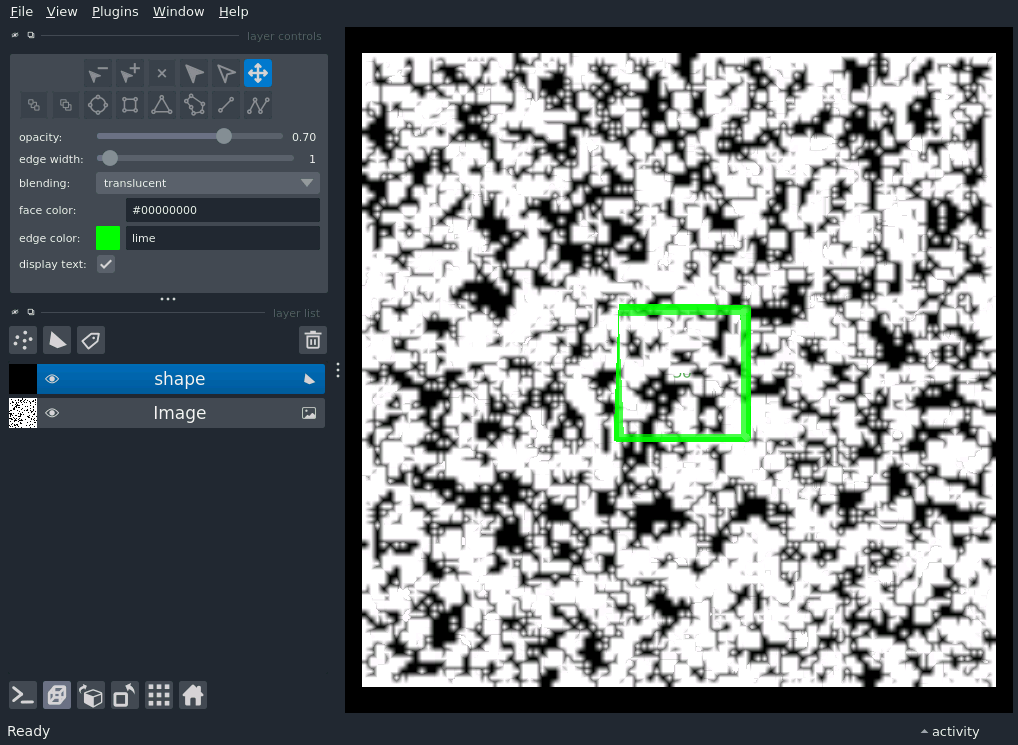 File View Plugins Window Help
layer controls
opacity: 0.70
edge width: 1
blending: translucent
face color: #00000000
edge color: lime
display text:
layer list
shape
Image
Ready
activity